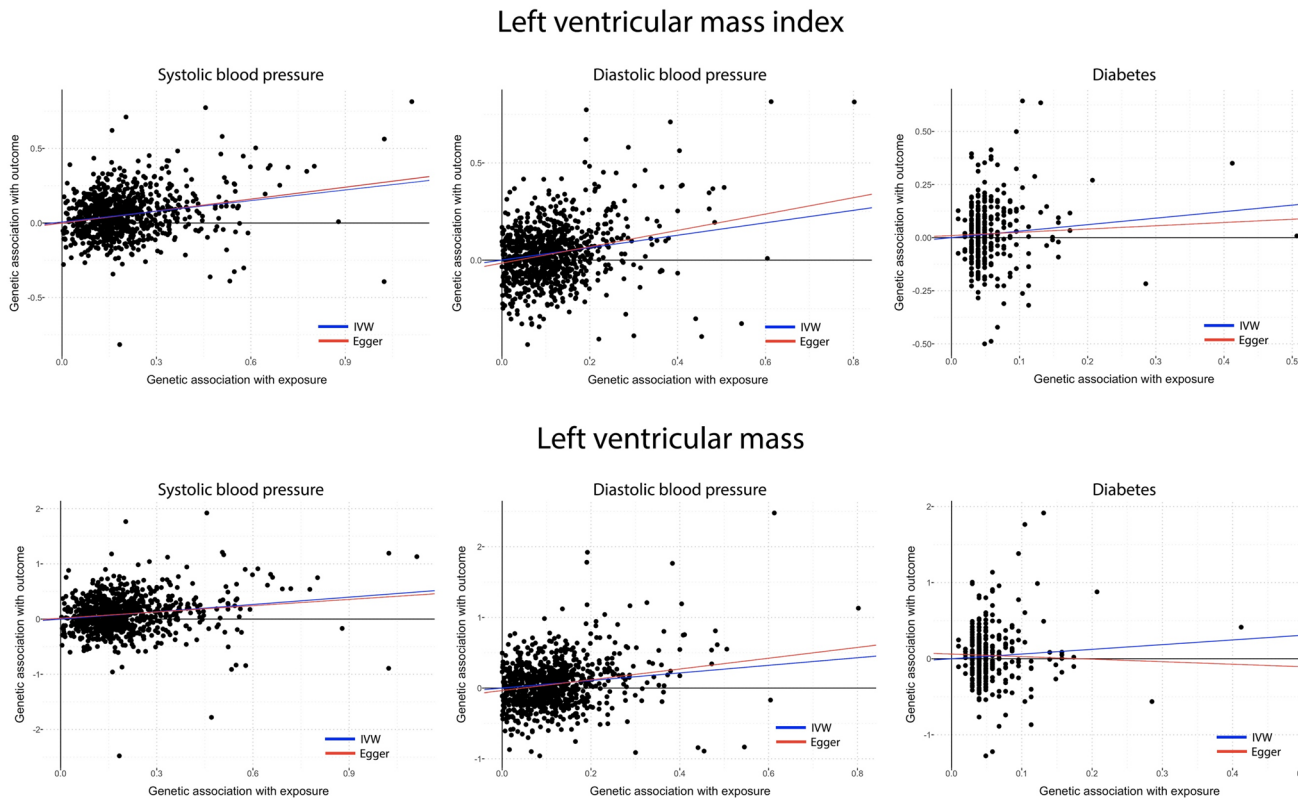 Left ventricular mass index
Systolic blood pressure
Genetic association with outcome
0.5
0.0
-0.5
0.0 0.3 0.6 0.9
Genetic association with exposure
IVW
Egger
Diastolic blood pressure
Genetic association with outcome
0.5
0.0
0.0 0.2 0.4 0.6 0.8
Genetic association with exposure
IVW
Egger
Diabetes
Genetic association with outcome
0.50
0.25
0.00
-0.25
-0.50
0.0 0.1 0.2 0.3 0.4 0.5
Genetic association with exposure
IVW
Egger
Left ventricular mass
Systolic blood pressure
Genetic association with outcome
2
1
0
-1
-2
0.0 0.3 0.6 0.9
Genetic association with exposure
IVW
Egger
Diastolic blood pressure
Genetic association with outcome
2
1
0
-1
0.0 0.2 0.4 0.6 0.8
Genetic association with exposure
IVW
Egger
Diabetes
Genetic association with outcome
2
1
0
-1
0.0 0.1 0.2 0.3 0.4
Genetic association with exposure
IVW
Egger